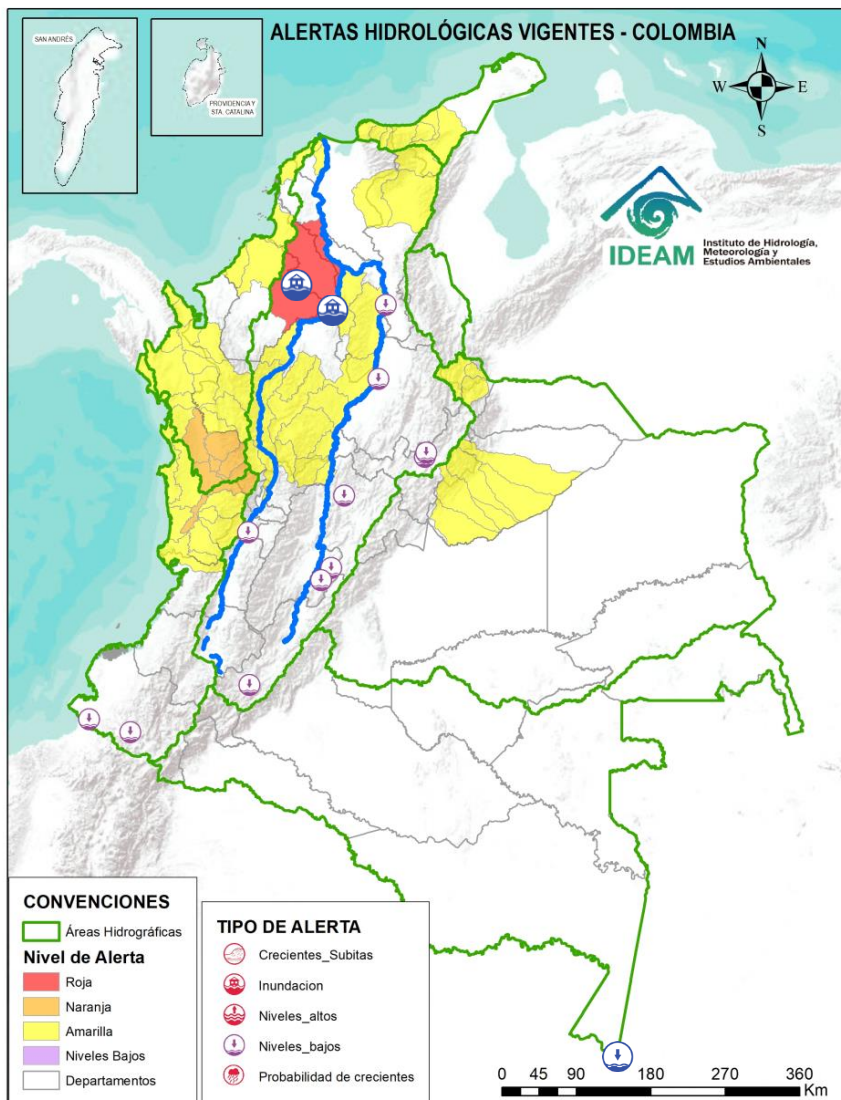 ALERTAS HIDROLÓGICAS VIGENTES - COLOMBIA
SAN ANDRÉS
PROVIDENCIA Y
STA. CATALINA
N
W
E
S
IDEAM
Instituto de Hidrología,
Meteorología y
Estudios Ambientales
CONVENCIONES
Áreas Hidrográficas
Nivel de Alerta
Roja
Naranja
Amarilla
Niveles Bajos
Departamentos
TIPO DE ALERTA
Crecientes_Subitas
Inundacion
Niveles_altos
Niveles_bajos
Probabilidad de crecientes
0 45 90 180 270 360
Km